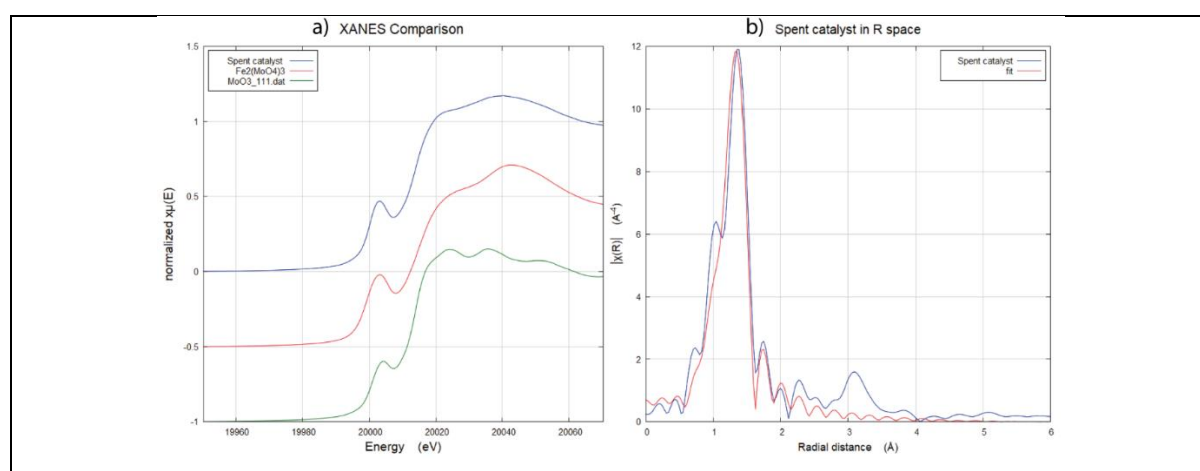 a) XANES Comparison
Spent catalyst
Fe2(MoO4)3
MoO3_111.dat
normalized xμ(E)
1.5
1
0.5
0
-0.5
-1
19960
19980
20000
20020
20040
20060
Energy (eV)
b) Spent catalyst in R space
Spent catalyst
fit
|χ(R)| (A⁻⁴)
12
10
8
6
4
2
0
0
1
2
3
4
5
6
Radial distance (Å)